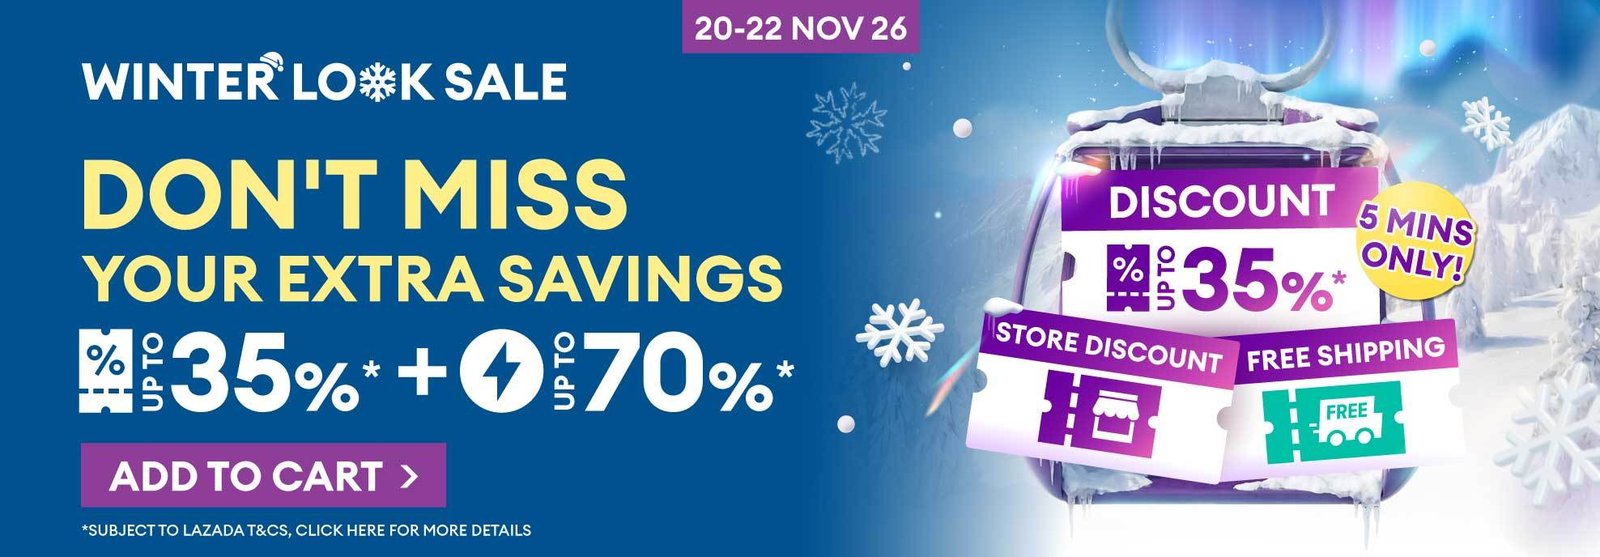 20-22 NOV 26
WINTER LOOK SALE
DON'T MISS
YOUR EXTRA SAVINGS
% UP TO 35%* + UP TO 70%*
ADD TO CART >
*SUBJECT TO LAZADA T&CS, CLICK HERE FOR MORE DETAILS
DISCOUNT
% UP TO 35%*
5 MINS
ONLY!
STORE DISCOUNT
FREE SHIPPING
FREE